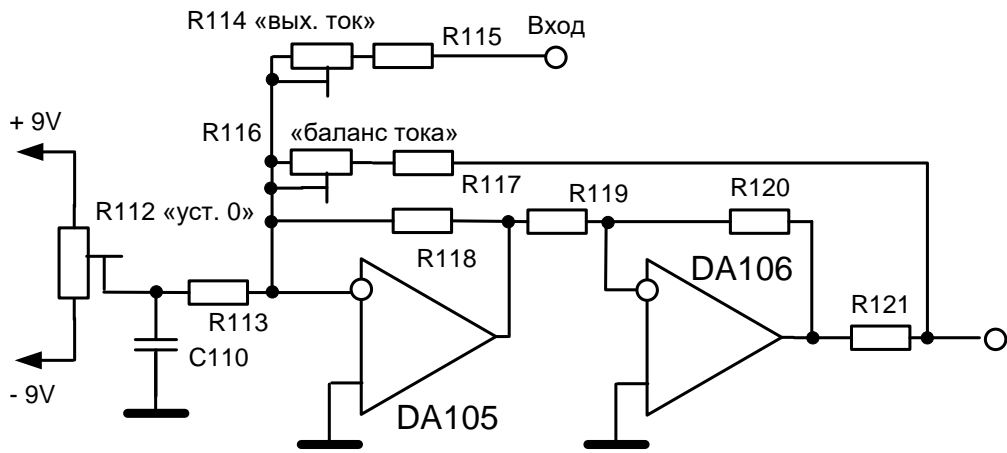 R114 «вых. ток»
R115
Вход
+ 9V
R116
«баланс тока»
R117
R119
R120
R112 «уст. 0»
R118
DA106
R121
R113
C110
- 9V
DA105